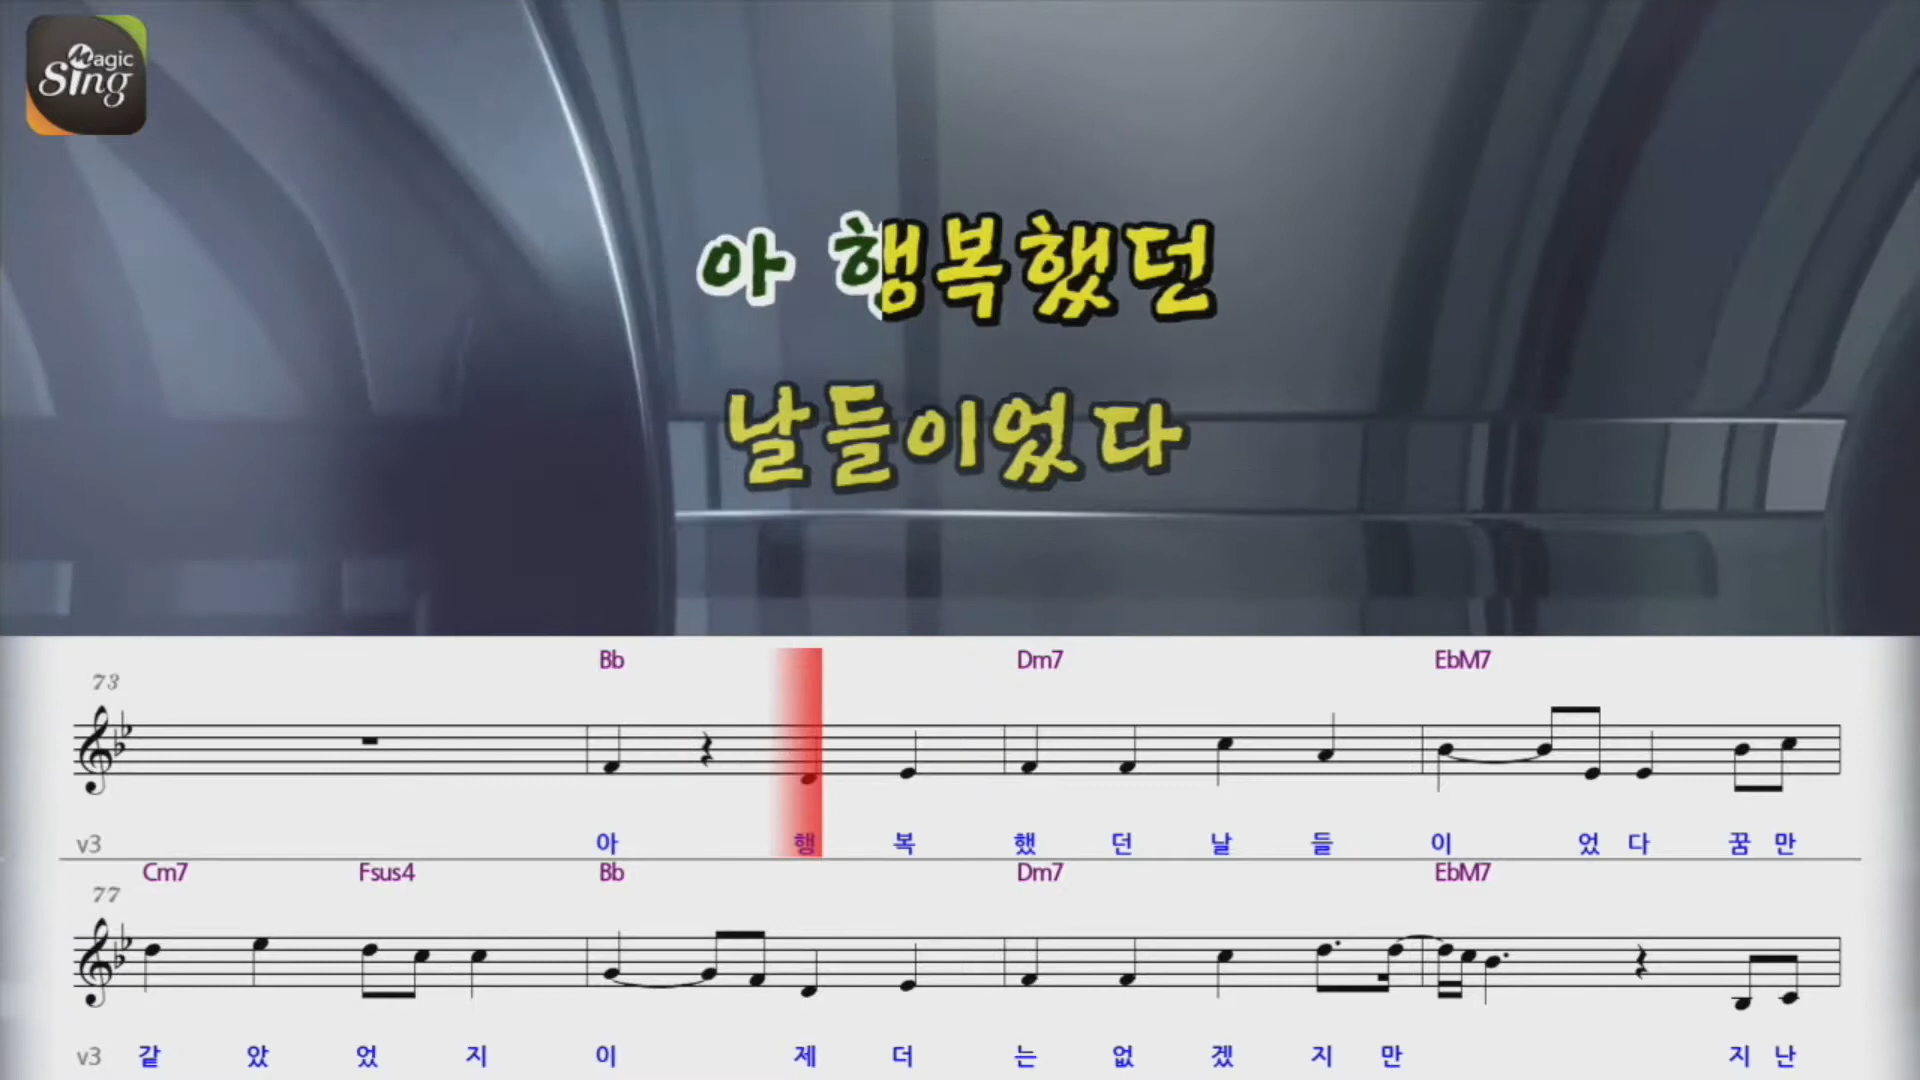 Magic
Sing
아 행복했던
날들이었다
Bb Dm7 EbM7
73
v3 아 행 복 했 던 날 들 이 었 다 꿈 만
Cm7 Fsus4 Bb Dm7 EbM7
77
v3 같 았 었 지 이 제 더 는 없 겠 지 만 지 난